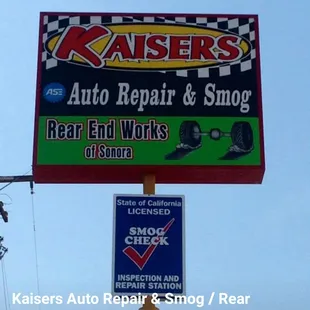 KAISERS
ASE
Auto Repair & Smog
Rear End Works
of Sonora
State of California
LICENSED
SMOG
CHECK
INSPECTION AND
REPAIR STATION
Kaisers Auto Repair & Smog / Rear